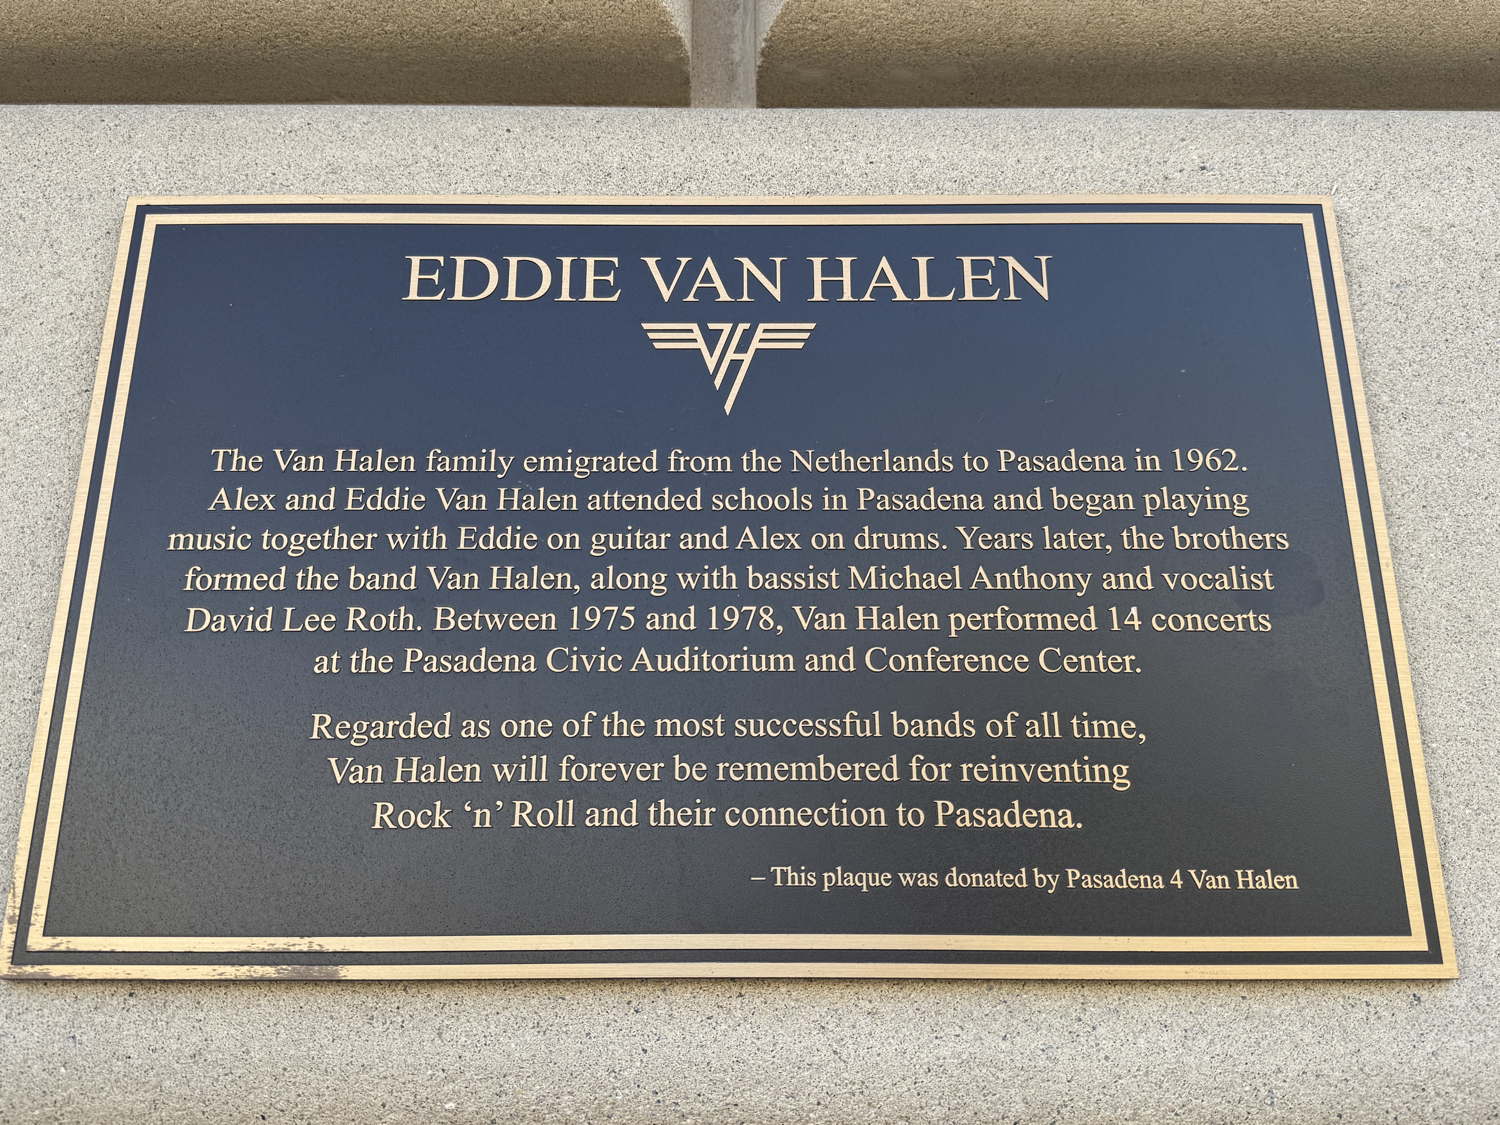 EDDIE VAN HALEN
VH
The Van Halen family emigrated from the Netherlands to Pasadena in 1962.
Alex and Eddie Van Halen attended schools in Pasadena and began playing
music together with Eddie on guitar and Alex on drums. Years later, the brothers
formed the band Van Halen, along with bassist Michael Anthony and vocalist
David Lee Roth. Between 1975 and 1978, Van Halen performed 14 concerts
at the Pasadena Civic Auditorium and Conference Center.
Regarded as one of the most successful bands of all time,
Van Halen will forever be remembered for reinventing
Rock ‘n’ Roll and their connection to Pasadena.
– This plaque was donated by Pasadena 4 Van Halen